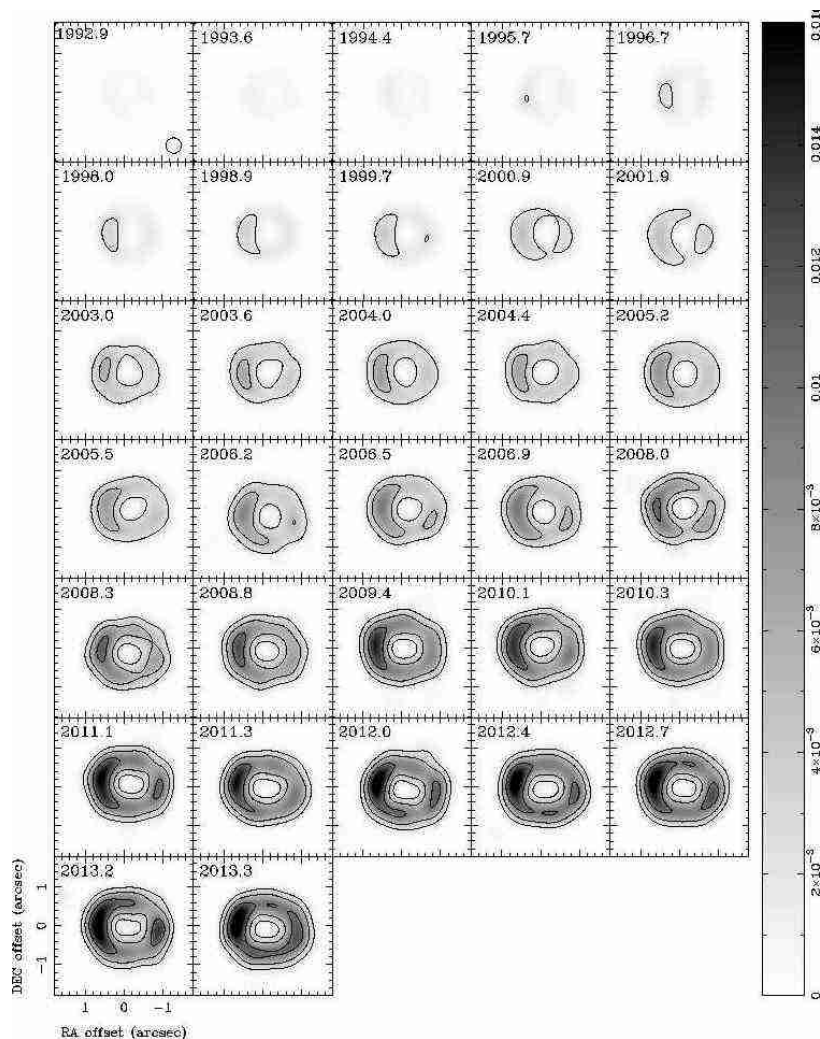 1992.9 1993.6 1994.4 1995.7 1996.7
1998.0 1998.9 1999.7 2000.9 2001.9
2003.0 2003.6 2004.0 2004.4 2005.2
2005.5 2006.2 2006.5 2006.9 2008.0
2008.3 2008.8 2009.4 2010.1 2010.3
2011.1 2011.3 2012.0 2012.4 2012.7
2013.2 2013.3
DEC offset (arcsec)
1
0
−1
1 0 −1
RA offset (arcsec)
0.016
0.014
0.012
0.01
8×10⁻³
6×10⁻³
4×10⁻³
2×10⁻³
0